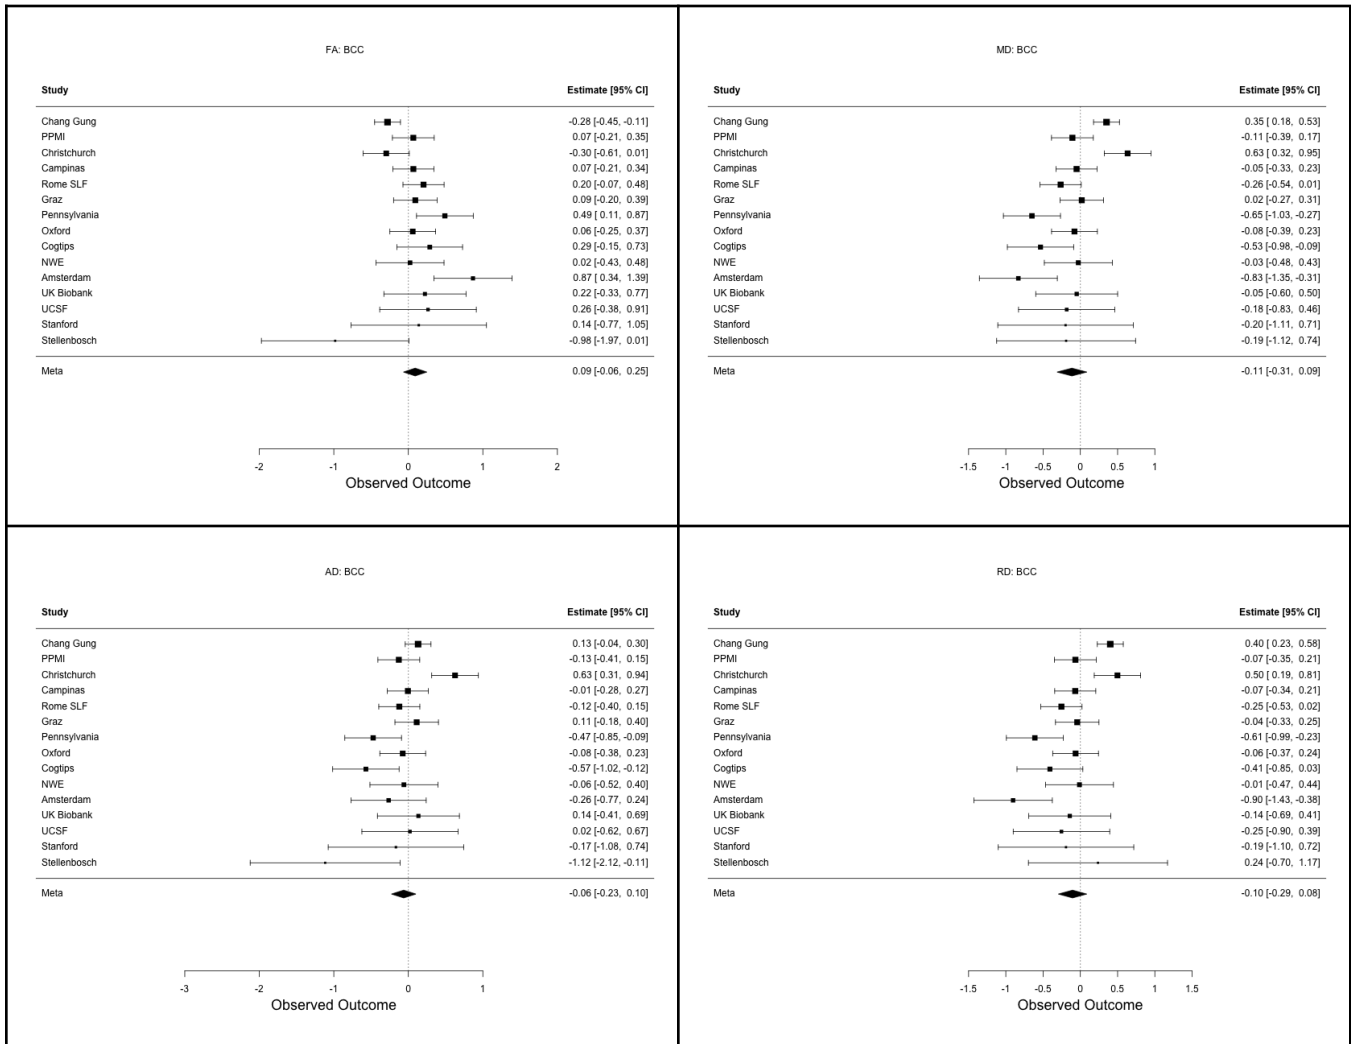 FA: BCC
Study Estimate [95% CI]
Chang Gung -0.28 [-0.45, -0.11]
PPMI 0.07 [-0.21, 0.35]
Christchurch -0.30 [-0.61, 0.01]
Campinas 0.07 [-0.21, 0.34]
Rome SLF 0.20 [-0.07, 0.48]
Graz 0.09 [-0.20, 0.39]
Pennsylvania 0.49 [ 0.11, 0.87]
Oxford 0.06 [-0.25, 0.37]
Cogtips 0.29 [-0.15, 0.73]
NWE 0.02 [-0.43, 0.48]
Amsterdam 0.87 [ 0.34, 1.39]
UK Biobank 0.22 [-0.33, 0.77]
UCSF 0.26 [-0.38, 0.91]
Stanford 0.14 [-0.77, 1.05]
Stellenbosch -0.98 [-1.97, 0.01]
Meta 0.09 [-0.06, 0.25]
-2 -1 0 1 2
Observed Outcome
MD: BCC
Study Estimate [95% CI]
Chang Gung 0.35 [ 0.18, 0.53]
PPMI -0.11 [-0.39, 0.17]
Christchurch 0.63 [ 0.32, 0.95]
Campinas -0.05 [-0.33, 0.23]
Rome SLF -0.26 [-0.54, 0.01]
Graz 0.02 [-0.27, 0.31]
Pennsylvania -0.65 [-1.03, -0.27]
Oxford -0.08 [-0.39, 0.23]
Cogtips -0.53 [-0.98, -0.09]
NWE -0.03 [-0.48, 0.43]
Amsterdam -0.83 [-1.35, -0.31]
UK Biobank -0.05 [-0.60, 0.50]
UCSF -0.18 [-0.83, 0.46]
Stanford -0.20 [-1.11, 0.71]
Stellenbosch -0.19 [-1.12, 0.74]
Meta -0.11 [-0.31, 0.09]
-1.5 -1 -0.5 0 0.5 1
Observed Outcome
AD: BCC
Study Estimate [95% CI]
Chang Gung 0.13 [-0.04, 0.30]
PPMI -0.13 [-0.41, 0.15]
Christchurch 0.63 [ 0.31, 0.94]
Campinas -0.01 [-0.28, 0.27]
Rome SLF -0.12 [-0.40, 0.15]
Graz 0.11 [-0.18, 0.40]
Pennsylvania -0.47 [-0.85, -0.09]
Oxford -0.08 [-0.38, 0.23]
Cogtips -0.57 [-1.02, -0.12]
NWE -0.06 [-0.52, 0.40]
Amsterdam -0.26 [-0.77, 0.24]
UK Biobank 0.14 [-0.41, 0.69]
UCSF 0.02 [-0.62, 0.67]
Stanford -0.17 [-1.08, 0.74]
Stellenbosch -1.12 [-2.12, -0.11]
Meta -0.06 [-0.23, 0.10]
-3 -2 -1 0 1
Observed Outcome
RD: BCC
Study Estimate [95% CI]
Chang Gung 0.40 [ 0.23, 0.58]
PPMI -0.07 [-0.35, 0.21]
Christchurch 0.50 [ 0.19, 0.81]
Campinas -0.07 [-0.34, 0.21]
Rome SLF -0.25 [-0.53, 0.02]
Graz -0.04 [-0.33, 0.25]
Pennsylvania -0.61 [-0.99, -0.23]
Oxford -0.06 [-0.37, 0.24]
Cogtips -0.41 [-0.85, 0.03]
NWE -0.01 [-0.47, 0.44]
Amsterdam -0.90 [-1.43, -0.38]
UK Biobank -0.14 [-0.69, 0.41]
UCSF -0.25 [-0.90, 0.39]
Stanford -0.19 [-1.10, 0.72]
Stellenbosch 0.24 [-0.70, 1.17]
Meta -0.10 [-0.29, 0.08]
-1.5 -1 -0.5 0 0.5 1 1.5
Observed Outcome